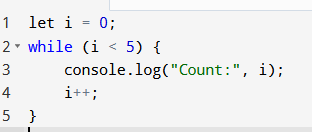 1 let i = 0;
2 while (i < 5) {
3     console.log("Count:", i);
4     i++;
5 }